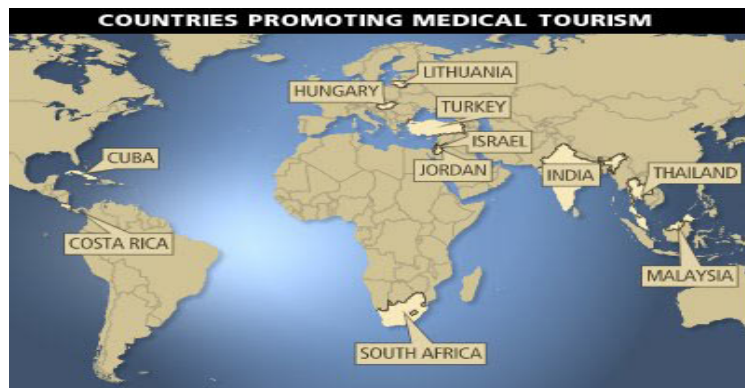 COUNTRIES PROMOTING MEDICAL TOURISM
LITHUANIA
HUNGARY
TURKEY
ISRAEL
CUBA
JORDAN
INDIA
THAILAND
COSTA RICA
MALAYSIA
SOUTH AFRICA